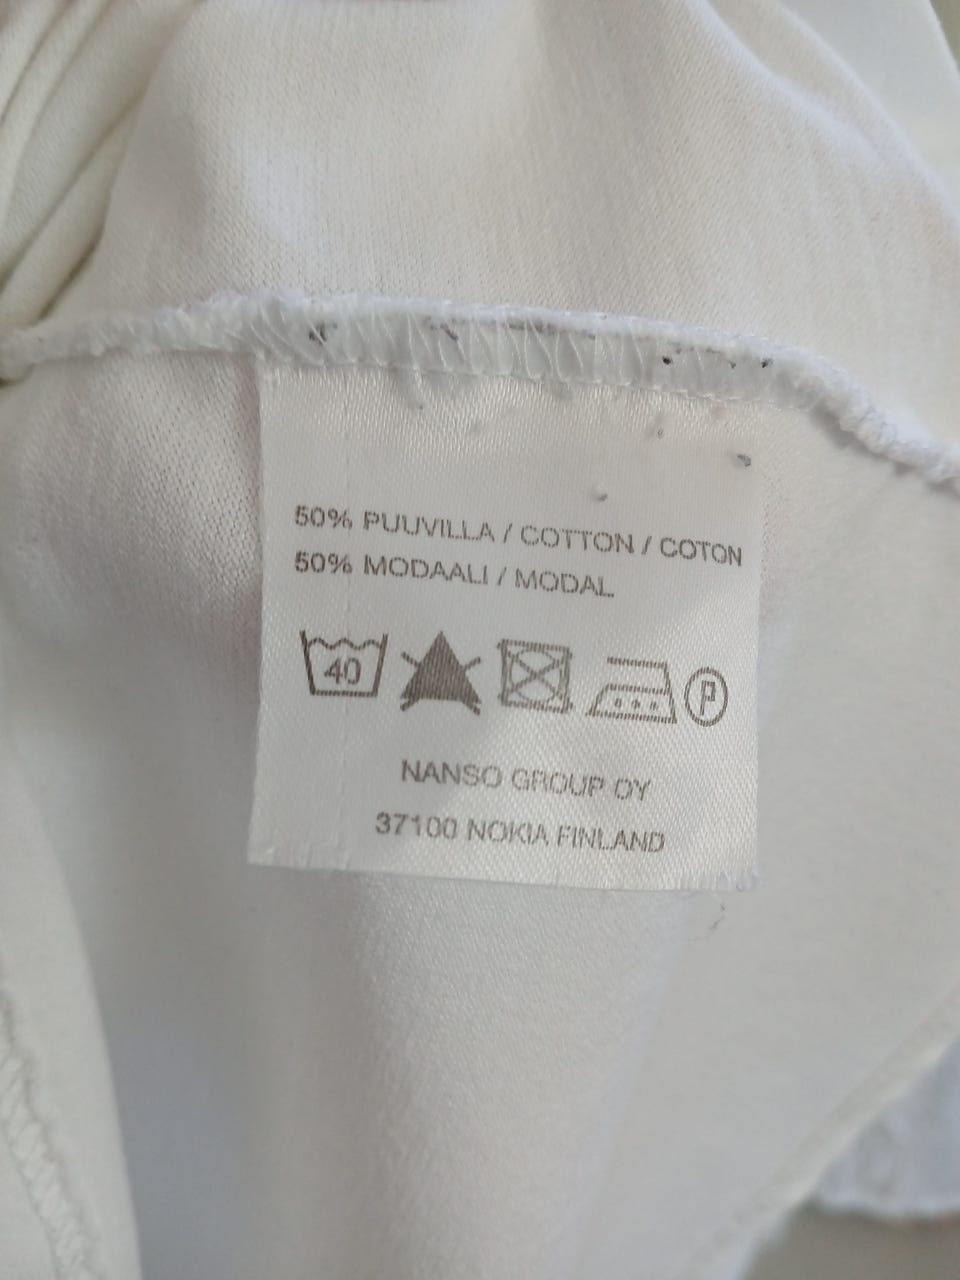 50% PUUVILLA / COTTON / COTON
50% MODAALI / MODAL
40 P
NANSO GROUP OY
37100 NOKIA FINLAND